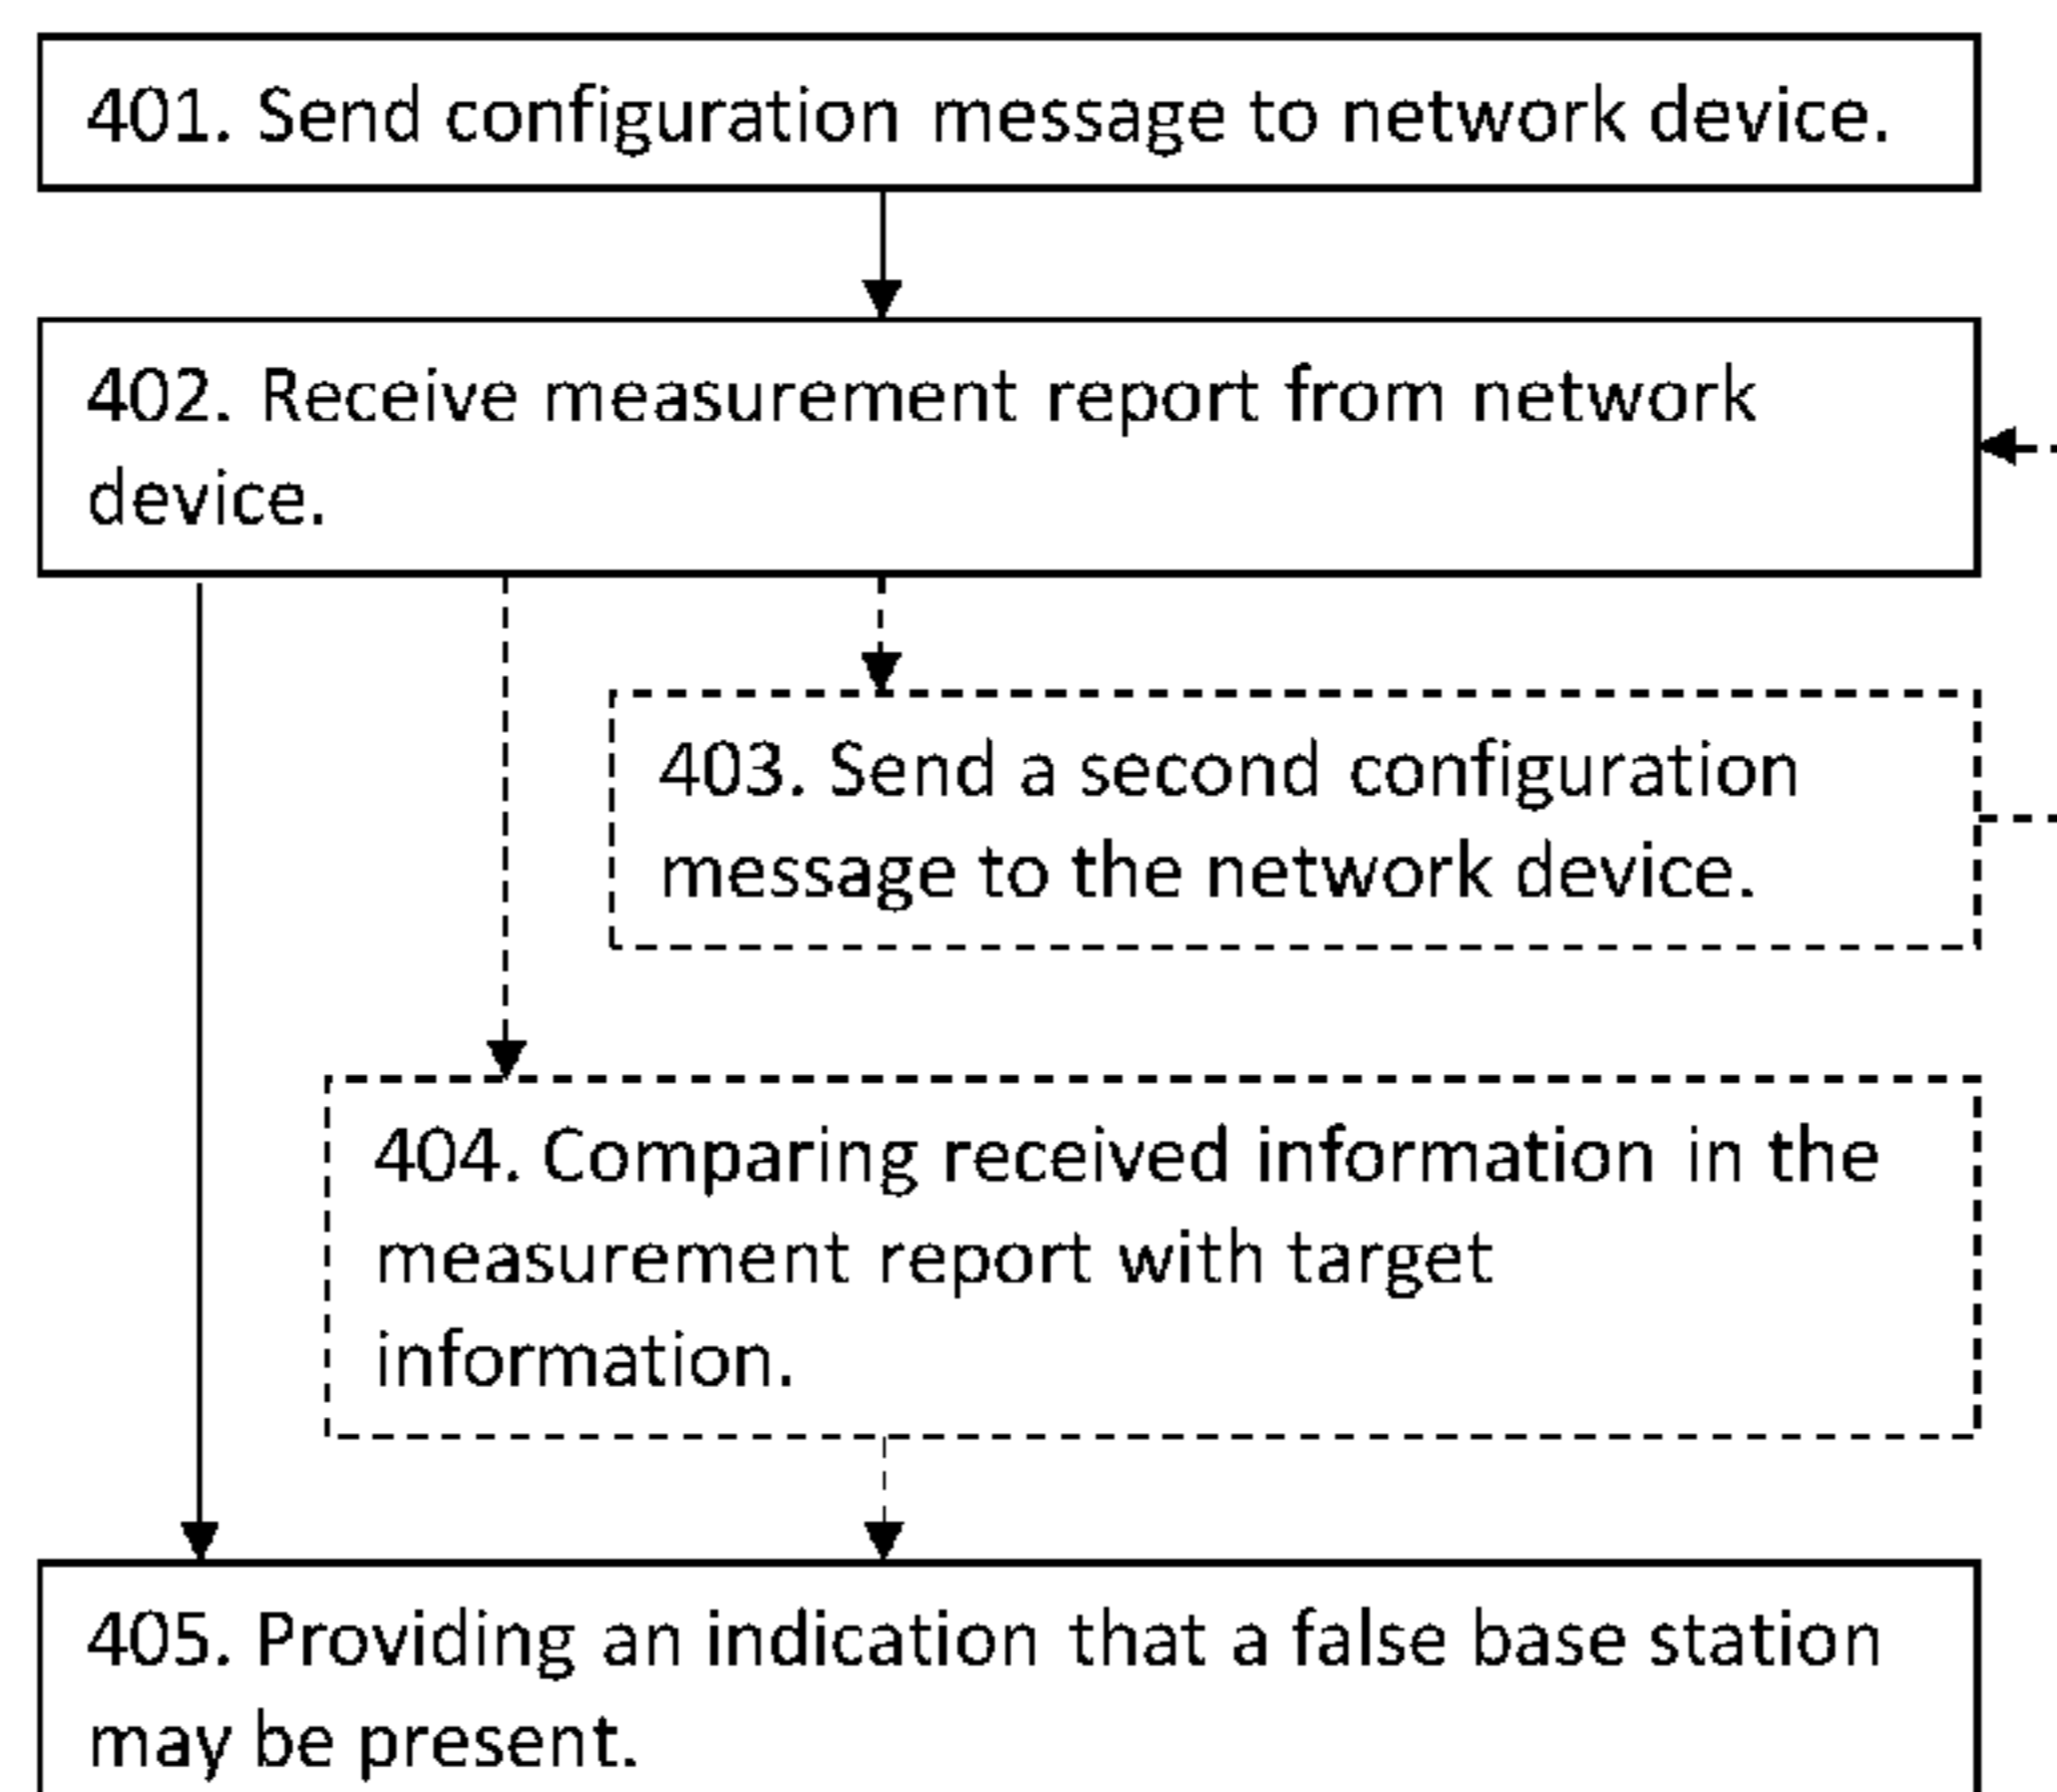 401. Send configuration message to network device.
402. Receive measurement report from network
device.
403. Send a second configuration
message to the network device.
404. Comparing received information in the
measurement report with target
information.
405. Providing an indication that a false base station
may be present.